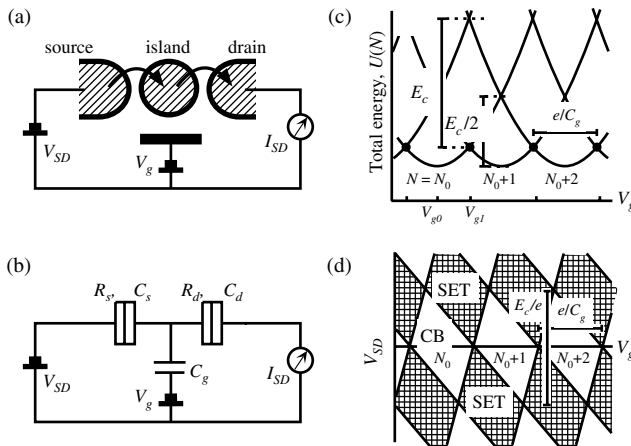 (a)
source island drain
V_SD
V_g
I_SD
(b)
R_s, C_s R_d, C_d
V_SD
C_g
V_g
I_SD
(c)
Total energy, U(N)
E_c
E_c/2
e/C_g
N = N_0 N_0+1 N_0+2
V_g0 V_g1
V_g
(d)
V_SD
SET
E_c/e e/C_g
CB
N_0 N_0+1 N_0+2
V_g
SET